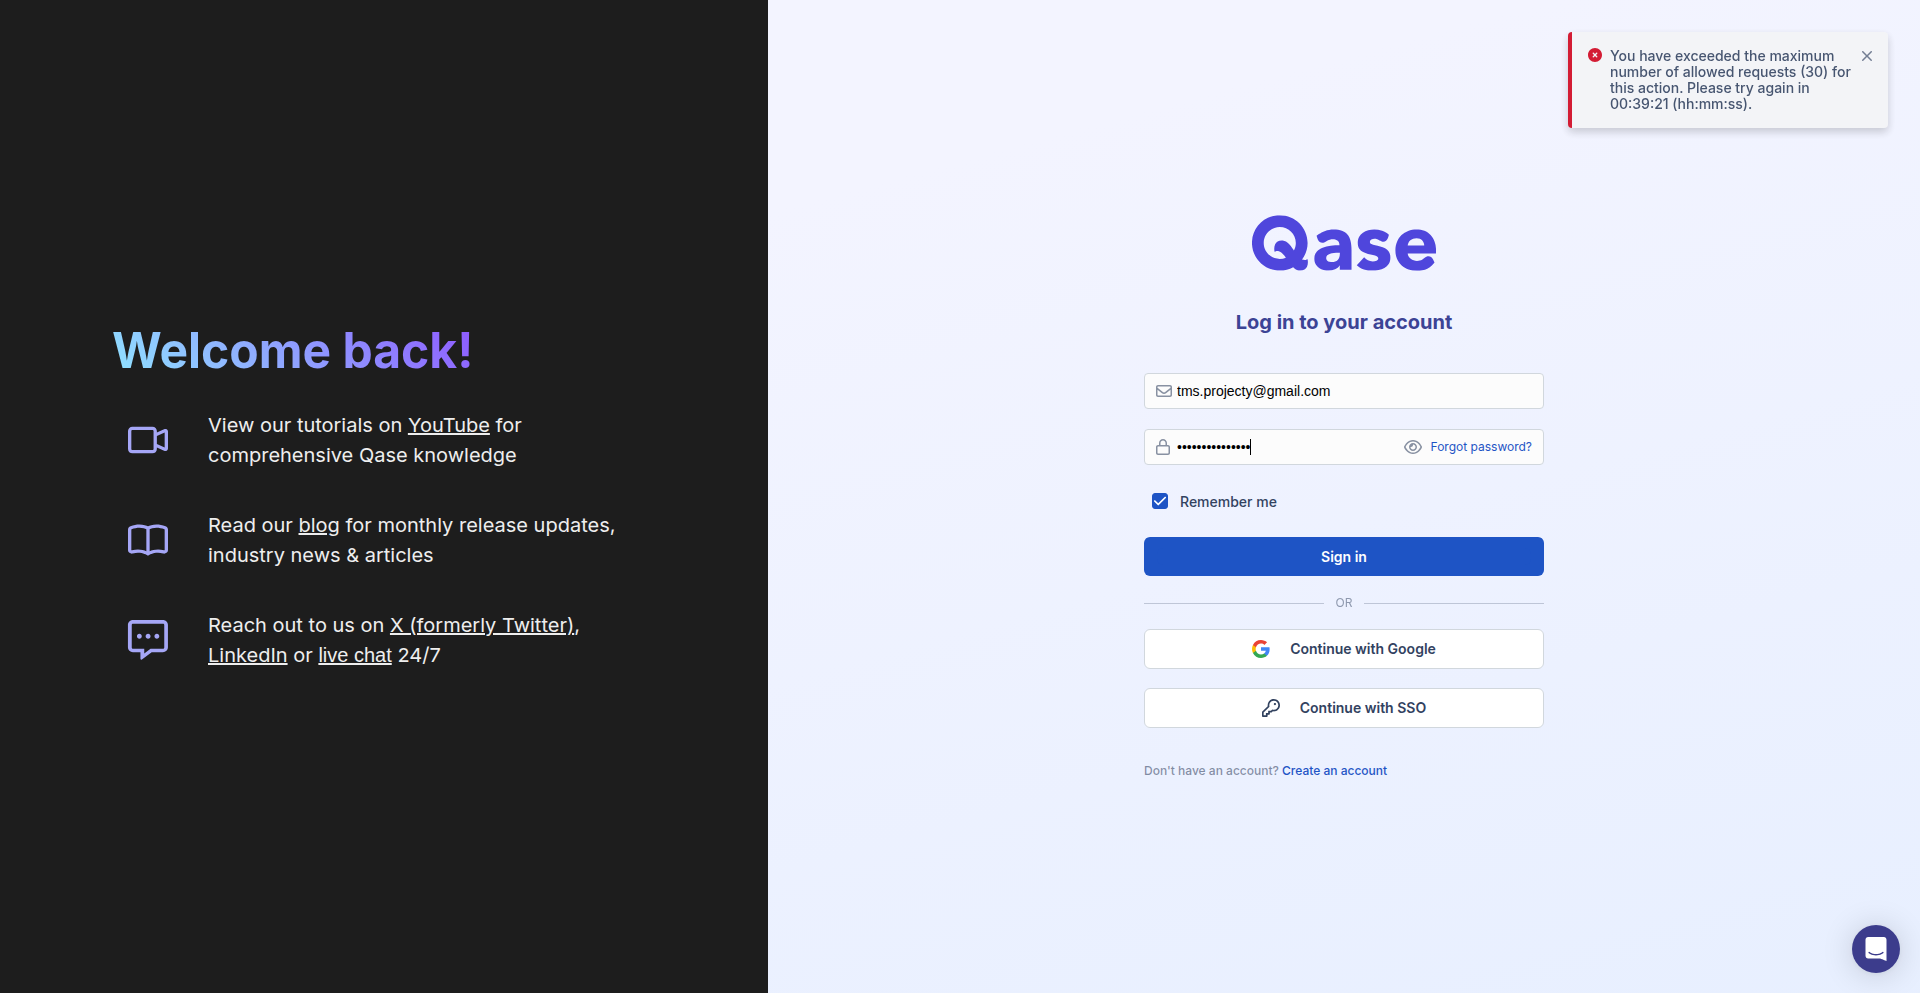 Welcome back!
View our tutorials on YouTube for
comprehensive Qase knowledge
Read our blog for monthly release updates,
industry news & articles
Reach out to us on X (formerly Twitter),
LinkedIn or live chat 24/7
You have exceeded the maximum
number of allowed requests (30) for
this action. Please try again in
00:39:21 (hh:mm:ss).
Qase
Log in to your account
tms.projecty@gmail.com
•••••••••••••••
Forgot password?
Remember me
Sign in
OR
Continue with Google
Continue with SSO
Don't have an account? Create an account